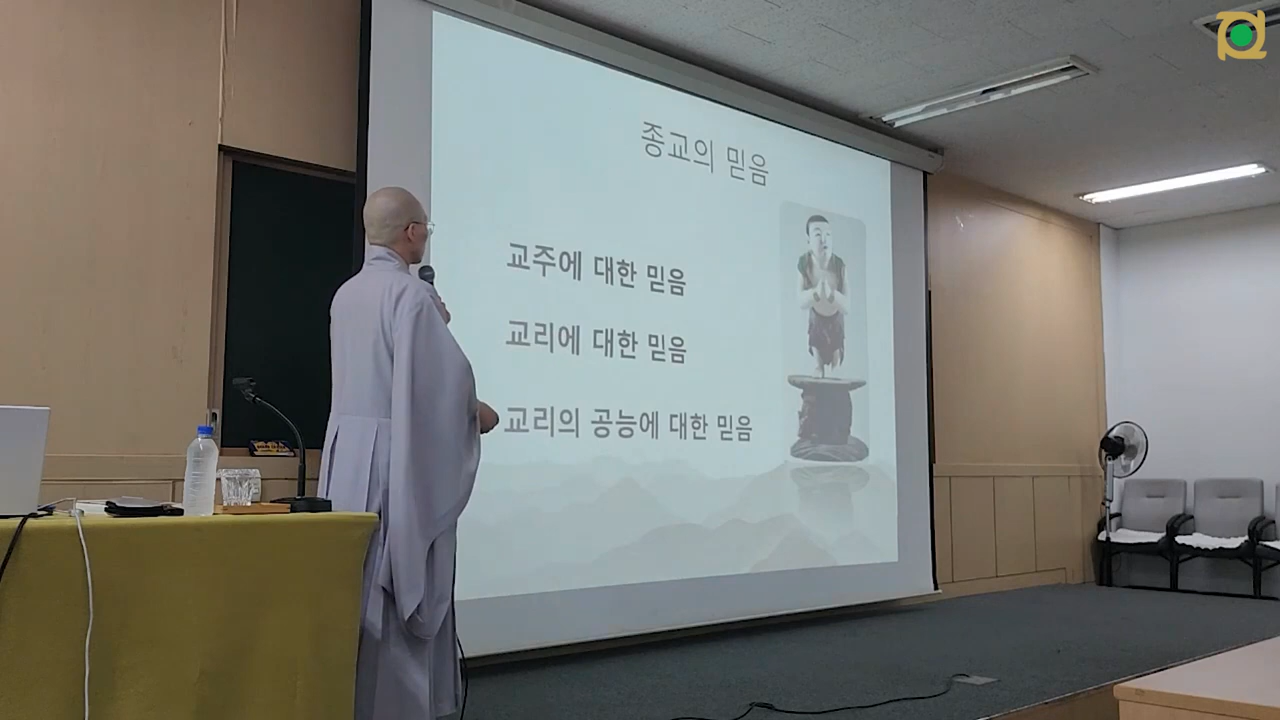 종교의 믿음
교주에 대한 믿음
교리에 대한 믿음
교리의 공능에 대한 믿음